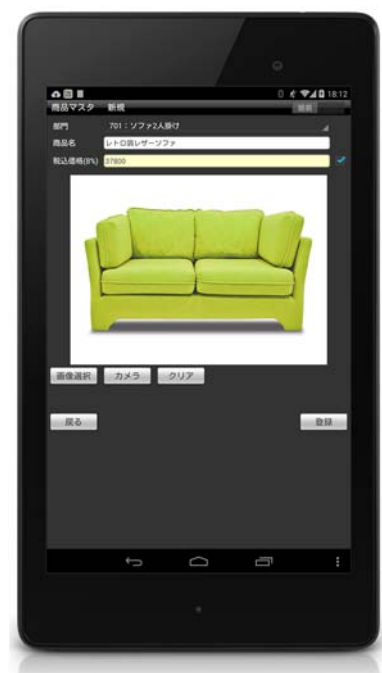 18:12
商品マスタ 新規 接続
部門 701：ソファ2人掛け
商品名 レトロ調レザーソファ
税込価格(8%) 37800
画像選択 カメラ クリア
戻る 登録